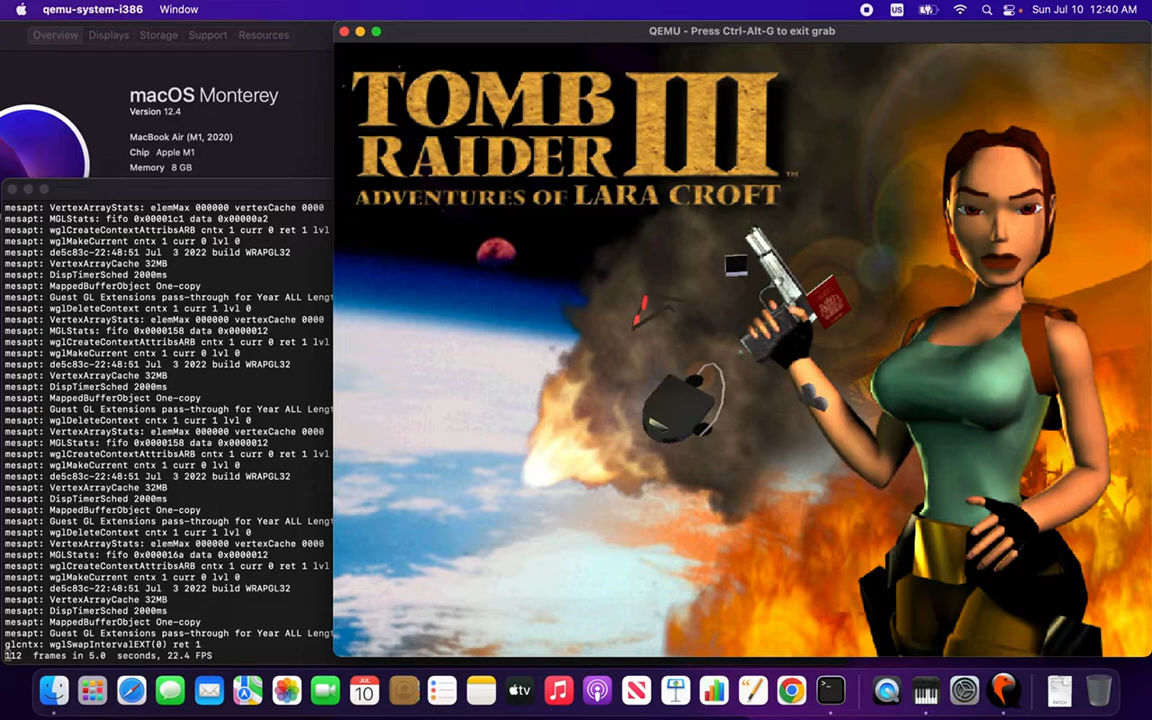 qemu-system-i386 Window
US
Sun Jul 10 12:40 AM
Overview Displays Storage Support Resources
macOS Monterey
Version 12.4
MacBook Air (M1, 2020)
Chip Apple M1
Memory 8 GB
mesapt: VertexArrayStats: elemMax 000000 vertexCache 0000
mesapt: MGLStats: fifo 0x00001c1 data 0x00000a2
mesapt: wglCreateContextAttribsARB cntx 1 curr 0 ret 1 lvl
mesapt: wglMakeCurrent cntx 1 curr 0 lvl 0
mesapt: de5c83c-22:48:51 Jul 3 2022 build WRAPGL32
mesapt: VertexArrayCache 32MB
mesapt: DispTimerSched 2000ms
mesapt: MappedBufferObject One-copy
mesapt: Guest GL Extensions pass-through for Year ALL Lengt
mesapt: wglDeleteContext cntx 1 curr 1 lvl 0
mesapt: VertexArrayStats: elemMax 000000 vertexCache 0000
mesapt: MGLStats: fifo 0x0000158 data 0x0000012
mesapt: wglCreateContextAttribsARB cntx 1 curr 0 ret 1 lvl
mesapt: wglMakeCurrent cntx 1 curr 0 lvl 0
mesapt: de5c83c-22:48:51 Jul 3 2022 build WRAPGL32
mesapt: VertexArrayCache 32MB
mesapt: DispTimerSched 2000ms
mesapt: MappedBufferObject One-copy
mesapt: Guest GL Extensions pass-through for Year ALL Lengt
mesapt: wglDeleteContext cntx 1 curr 1 lvl 0
mesapt: VertexArrayStats: elemMax 000000 vertexCache 0000
mesapt: MGLStats: fifo 0x0000158 data 0x0000012
mesapt: wglCreateContextAttribsARB cntx 1 curr 0 ret 1 lvl
mesapt: wglMakeCurrent cntx 1 curr 0 lvl 0
mesapt: de5c83c-22:48:51 Jul 3 2022 build WRAPGL32
mesapt: VertexArrayCache 32MB
mesapt: DispTimerSched 2000ms
mesapt: MappedBufferObject One-copy
mesapt: Guest GL Extensions pass-through for Year ALL Lengt
mesapt: wglDeleteContext cntx 1 curr 1 lvl 0
mesapt: VertexArrayStats: elemMax 000000 vertexCache 0000
mesapt: MGLStats: fifo 0x000016a data 0x0000012
mesapt: wglCreateContextAttribsARB cntx 1 curr 0 ret 1 lvl
mesapt: wglMakeCurrent cntx 1 curr 0 lvl 0
mesapt: de5c83c-22:48:51 Jul 3 2022 build WRAPGL32
mesapt: VertexArrayCache 32MB
mesapt: DispTimerSched 2000ms
mesapt: MappedBufferObject One-copy
mesapt: Guest GL Extensions pass-through for Year ALL Lengt
glcntx: wglSwapIntervalEXT(0) ret 1
112 frames in 5.0 seconds, 22.4 FPS
QEMU - Press Ctrl-Alt-G to exit grab
TOMB
RAIDER III™
ADVENTURES OF LARA CROFT
JUL
10
tv
PATCH